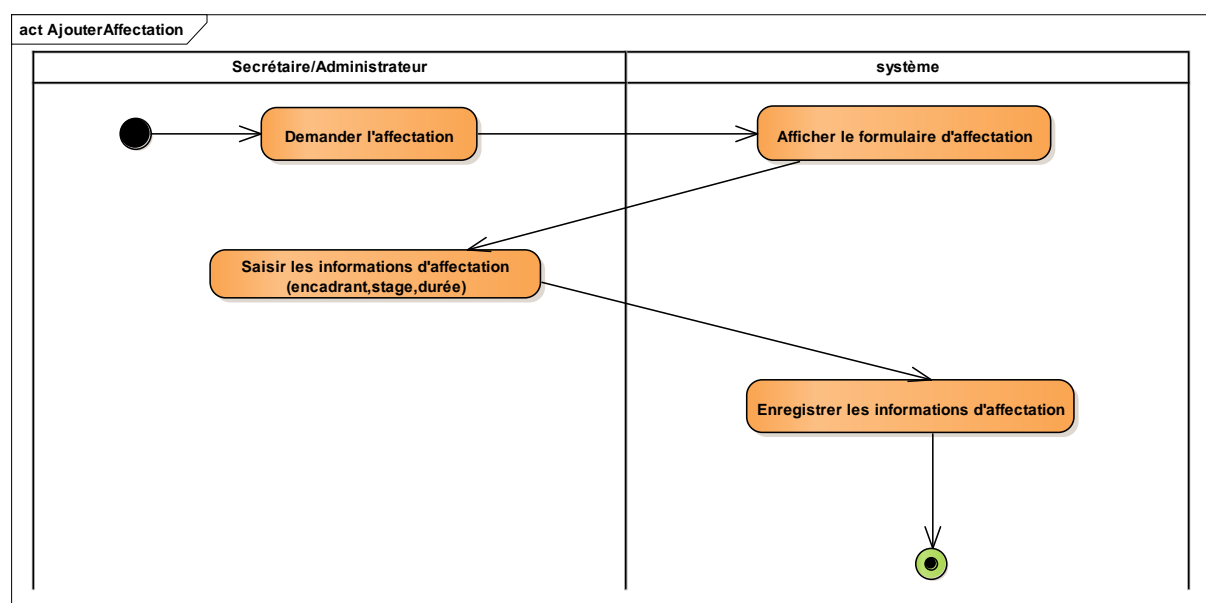 act AjouterAffectation
Secrétaire/Administrateur
système
Demander l'affectation
Afficher le formulaire d'affectation
Saisir les informations d'affectation
(encadrant,stage,durée)
Enregistrer les informations d'affectation